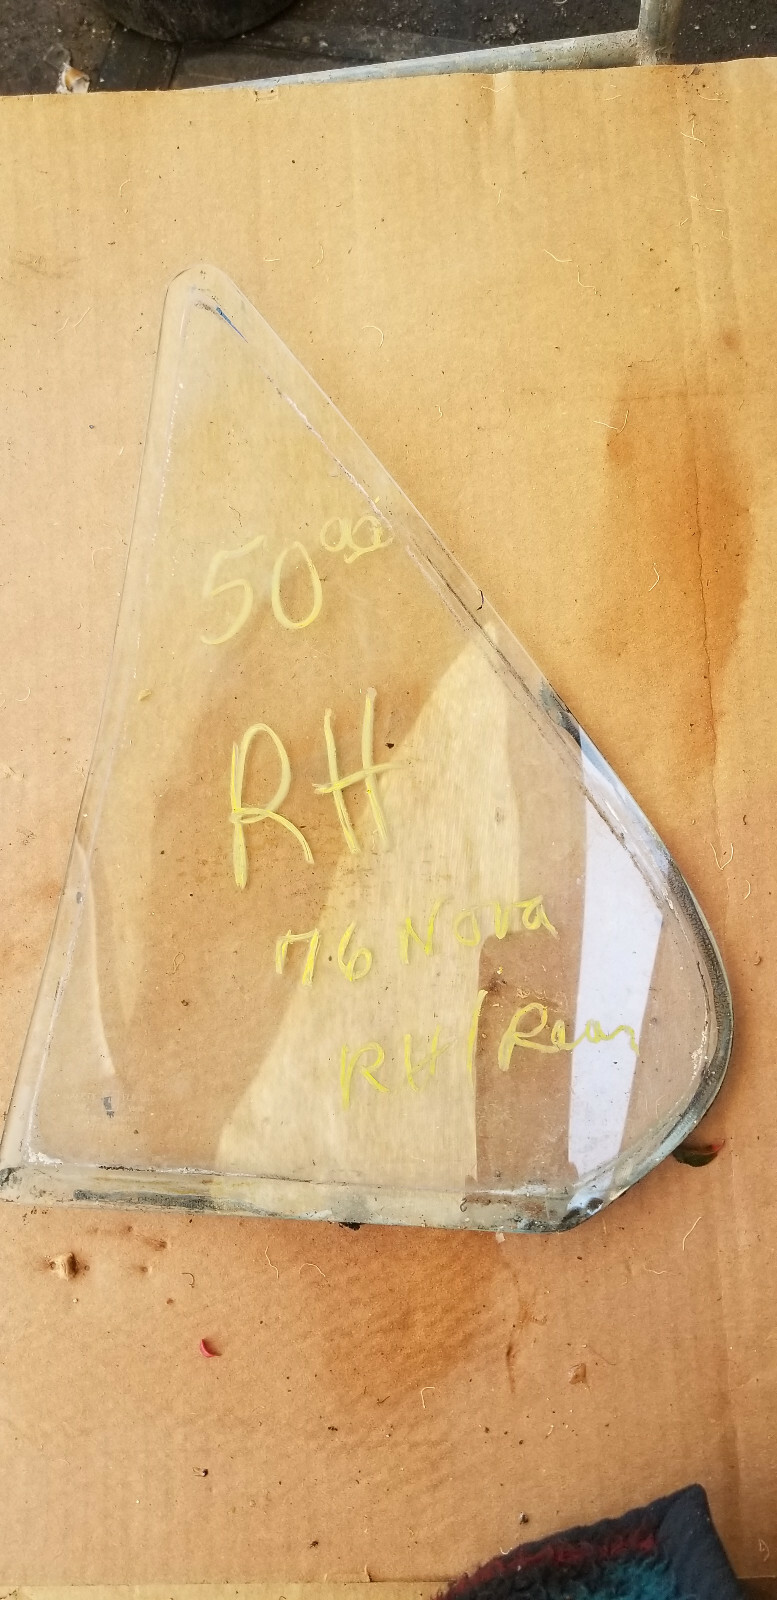 50⁰⁰
RH
76 Nova
RH/Rear